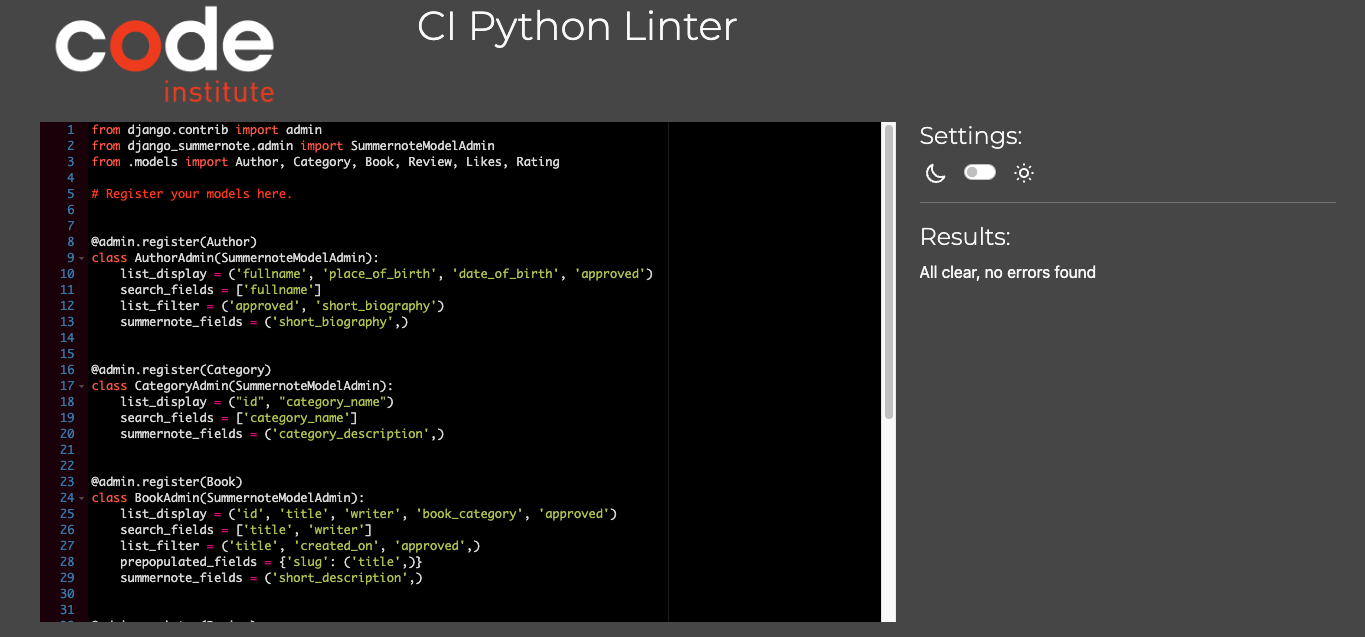 code
institute
CI Python Linter
1 from django.contrib import admin
2 from django_summernote.admin import SummernoteModelAdmin
3 from .models import Author, Category, Book, Review, Likes, Rating
4
5 # Register your models here.
6
7
8 @admin.register(Author)
9 class AuthorAdmin(SummernoteModelAdmin):
10     list_display = ('fullname', 'place_of_birth', 'date_of_birth', 'approved')
11     search_fields = ['fullname']
12     list_filter = ('approved', 'short_biography')
13     summernote_fields = ('short_biography',)
14
15
16 @admin.register(Category)
17 class CategoryAdmin(SummernoteModelAdmin):
18     list_display = ("id", "category_name")
19     search_fields = ['category_name']
20     summernote_fields = ('category_description',)
21
22
23 @admin.register(Book)
24 class BookAdmin(SummernoteModelAdmin):
25     list_display = ('id', 'title', 'writer', 'book_category', 'approved')
26     search_fields = ['title', 'writer']
27     list_filter = ('title', 'created_on', 'approved',)
28     prepopulated_fields = {'slug': ('title',)}
29     summernote_fields = ('short_description',)
30
31
Settings:
Results:
All clear, no errors found